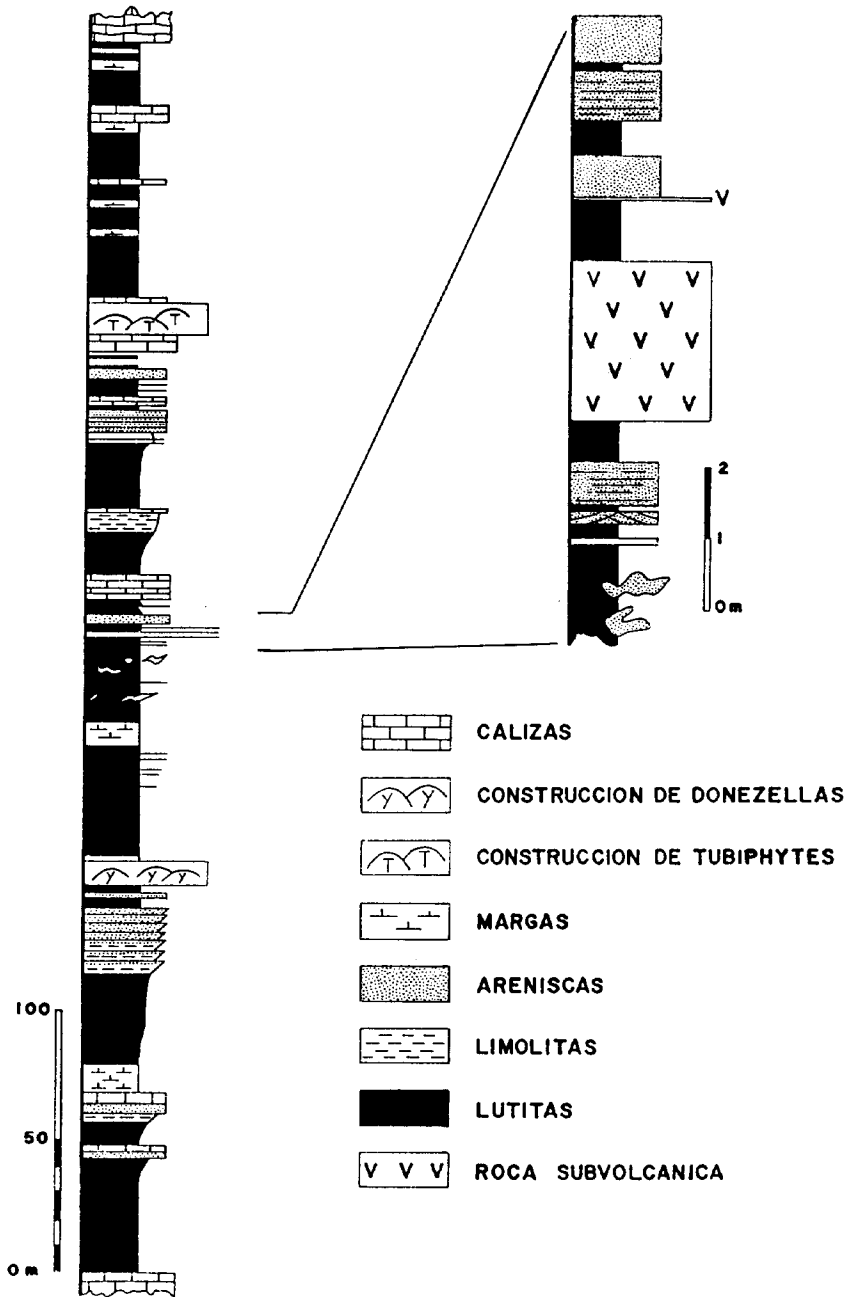 V
V V V
V V
V V V
V V
V V V
T T T
2
1
0 m
CALIZAS
Y Y
CONSTRUCCION DE DONEZELLAS
T T
CONSTRUCCION DE TUBIPHYTES
MARGAS
Y Y Y
ARENISCAS
100
LIMOLITAS
LUTITAS
50
V V V
ROCA SUBVOLCANICA
0 m